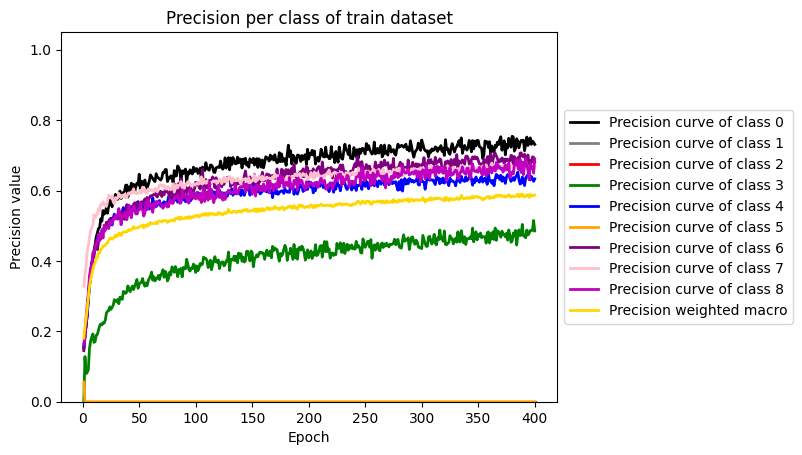 Precision per class of train dataset
Precision value
1.0
0.8
0.6
0.4
0.2
0.0
0
50
100
150
200
250
300
350
400
Epoch
Precision curve of class 0
Precision curve of class 1
Precision curve of class 2
Precision curve of class 3
Precision curve of class 4
Precision curve of class 5
Precision curve of class 6
Precision curve of class 7
Precision curve of class 8
Precision weighted macro